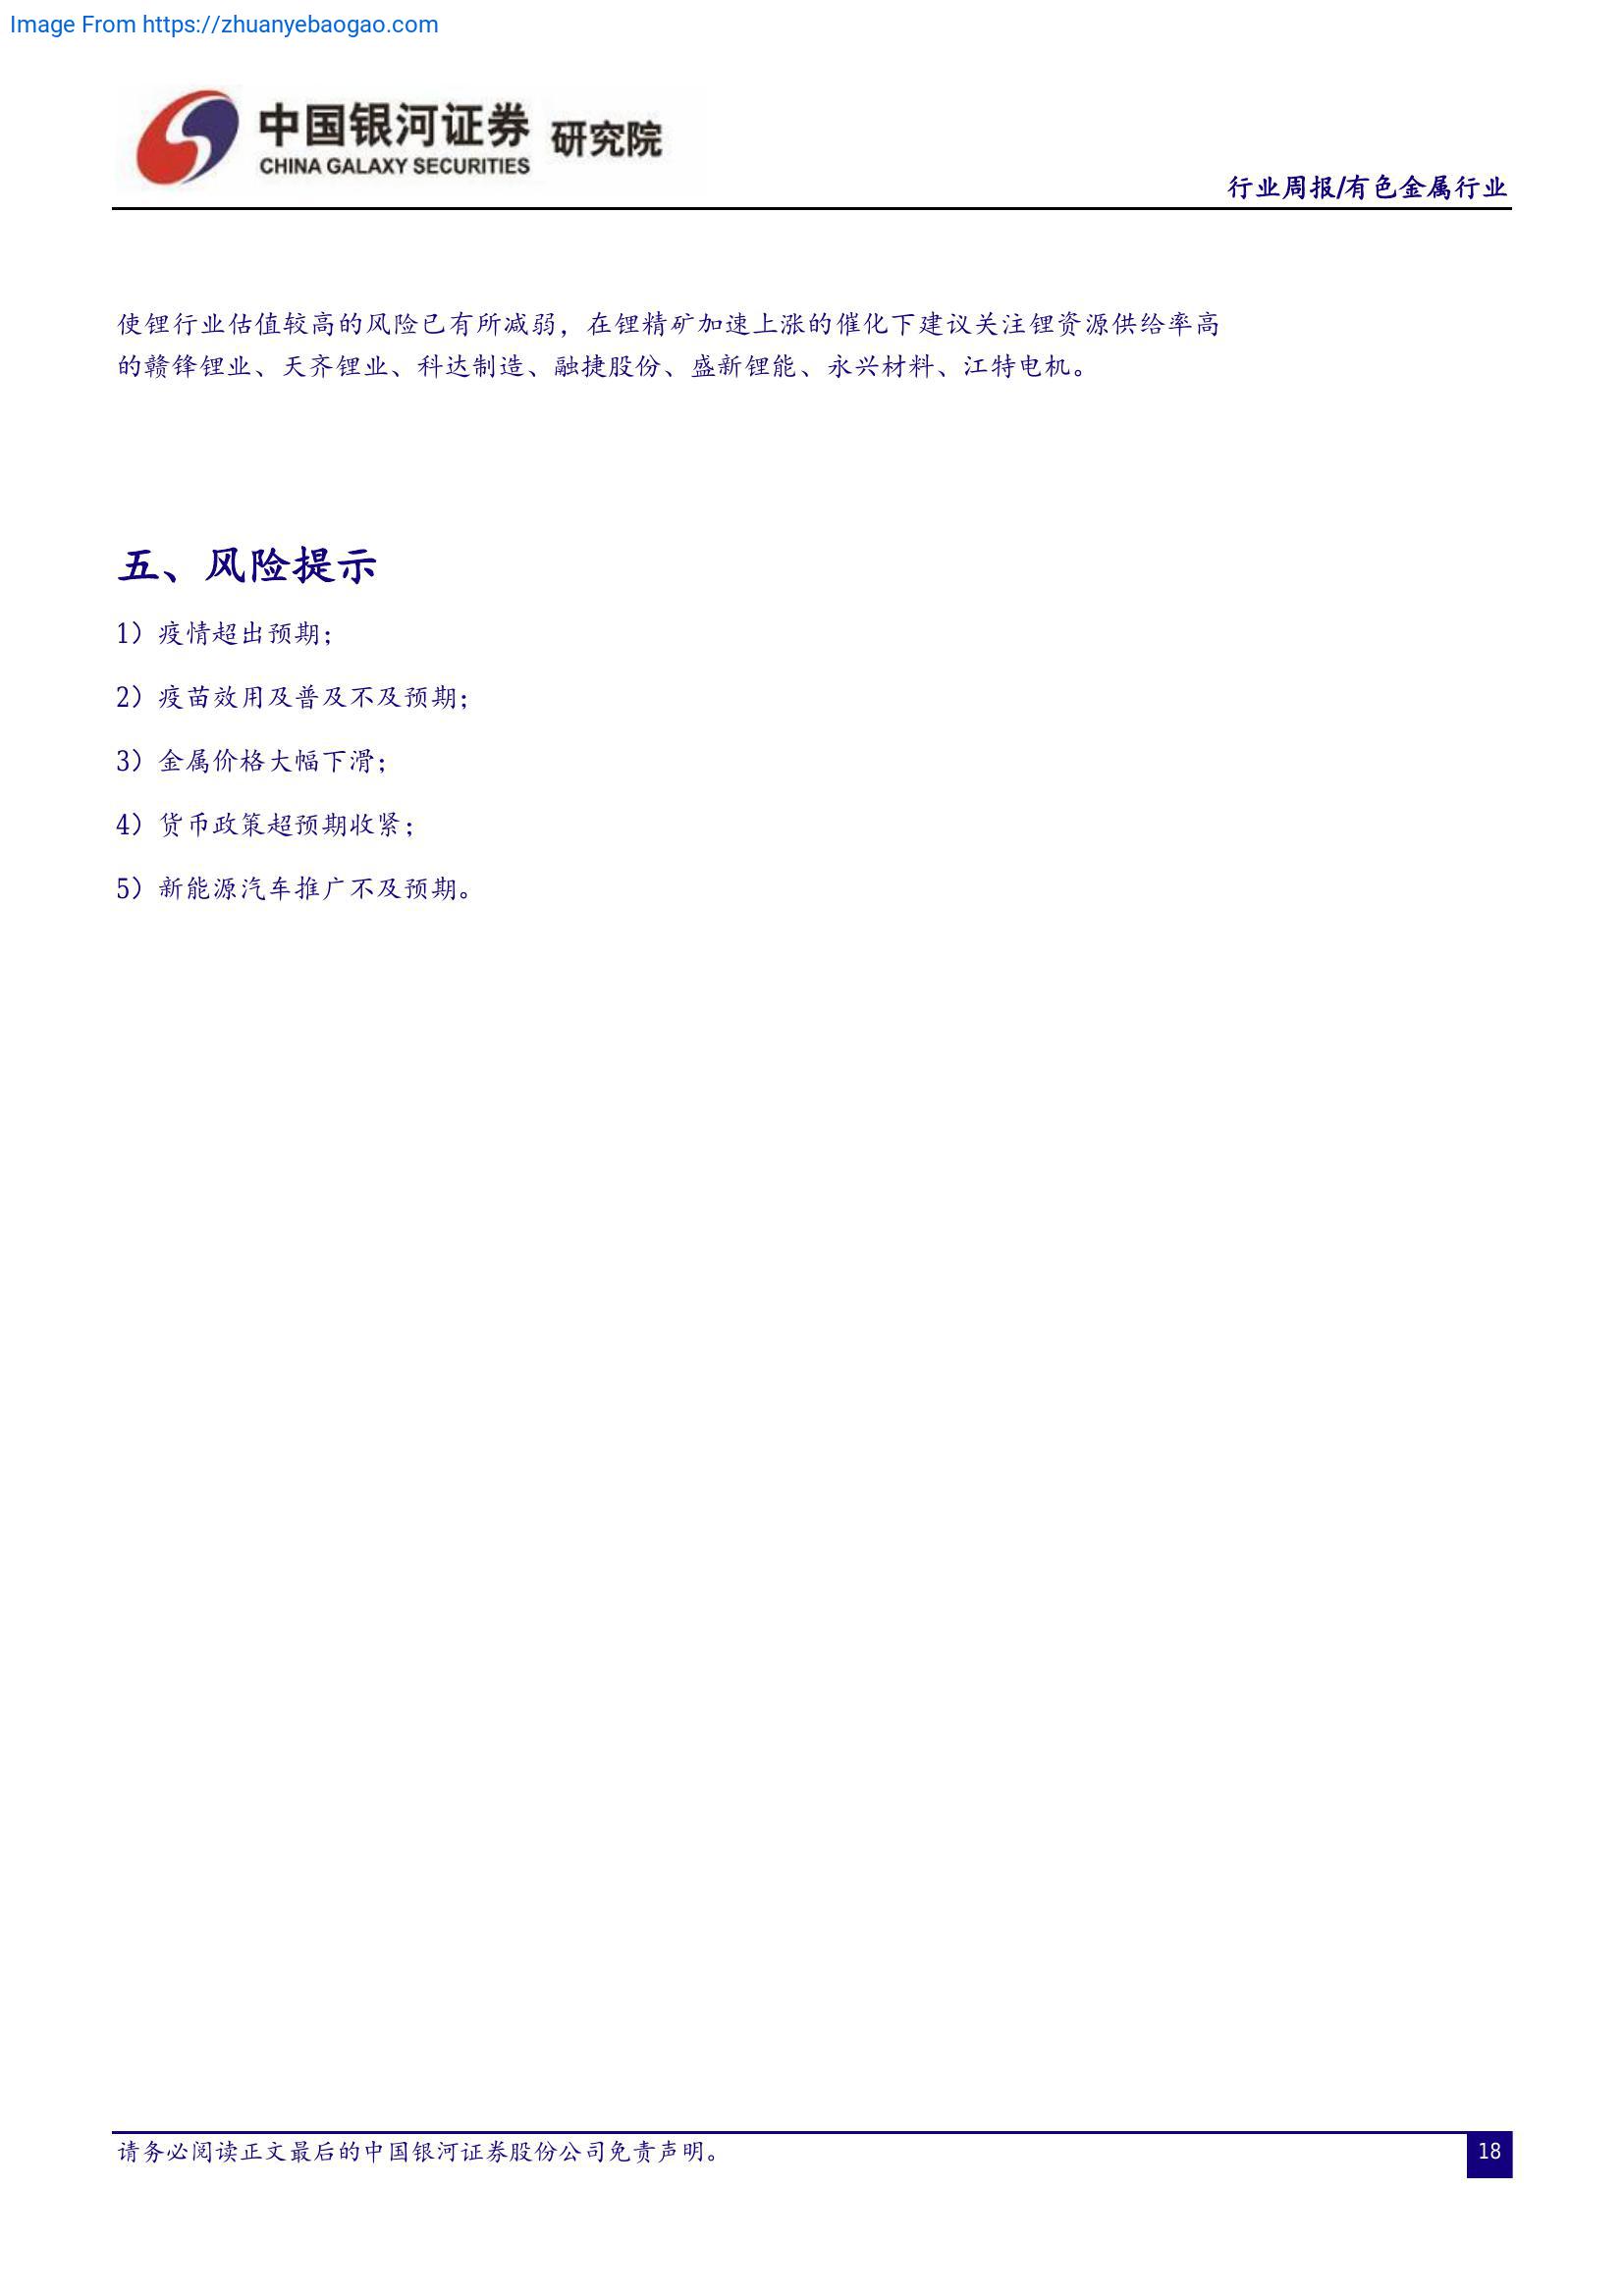 Image From https://zhuanyebaogao.com
中国银河证券 研究院
CHINA GALAXY SECURITIES
行业周报/有色金属行业
使锂行业估值较高的风险已有所减弱，在锂精矿加速上涨的催化下建议关注锂资源供给率高
的赣锋锂业、天齐锂业、科达制造、融捷股份、盛新锂能、永兴材料、江特电机。
五、风险提示
1）疫情超出预期；
2）疫苗效用及普及不及预期；
3）金属价格大幅下滑；
4）货币政策超预期收紧；
5）新能源汽车推广不及预期。
请务必阅读正文最后的中国银河证券股份公司免责声明。
18